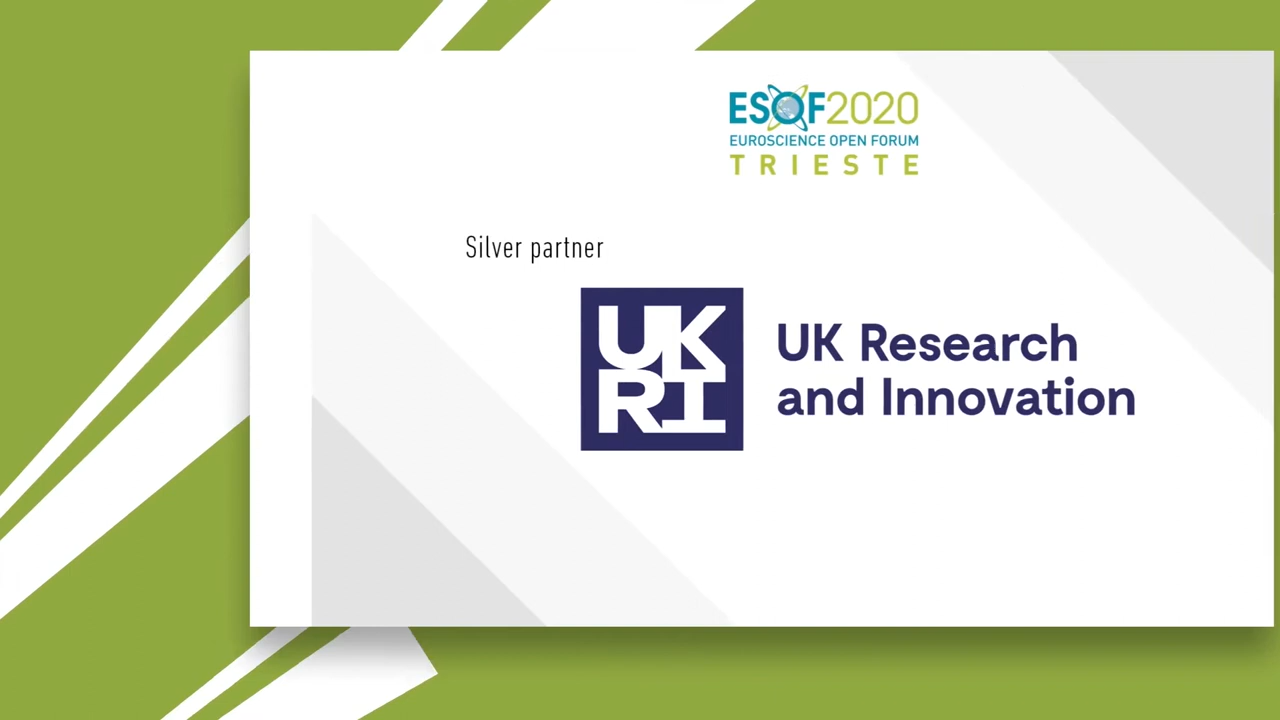 ESOF2020
EUROSCIENCE OPEN FORUM
TRIESTE
Silver partner
UK
RI
UK Research
and Innovation